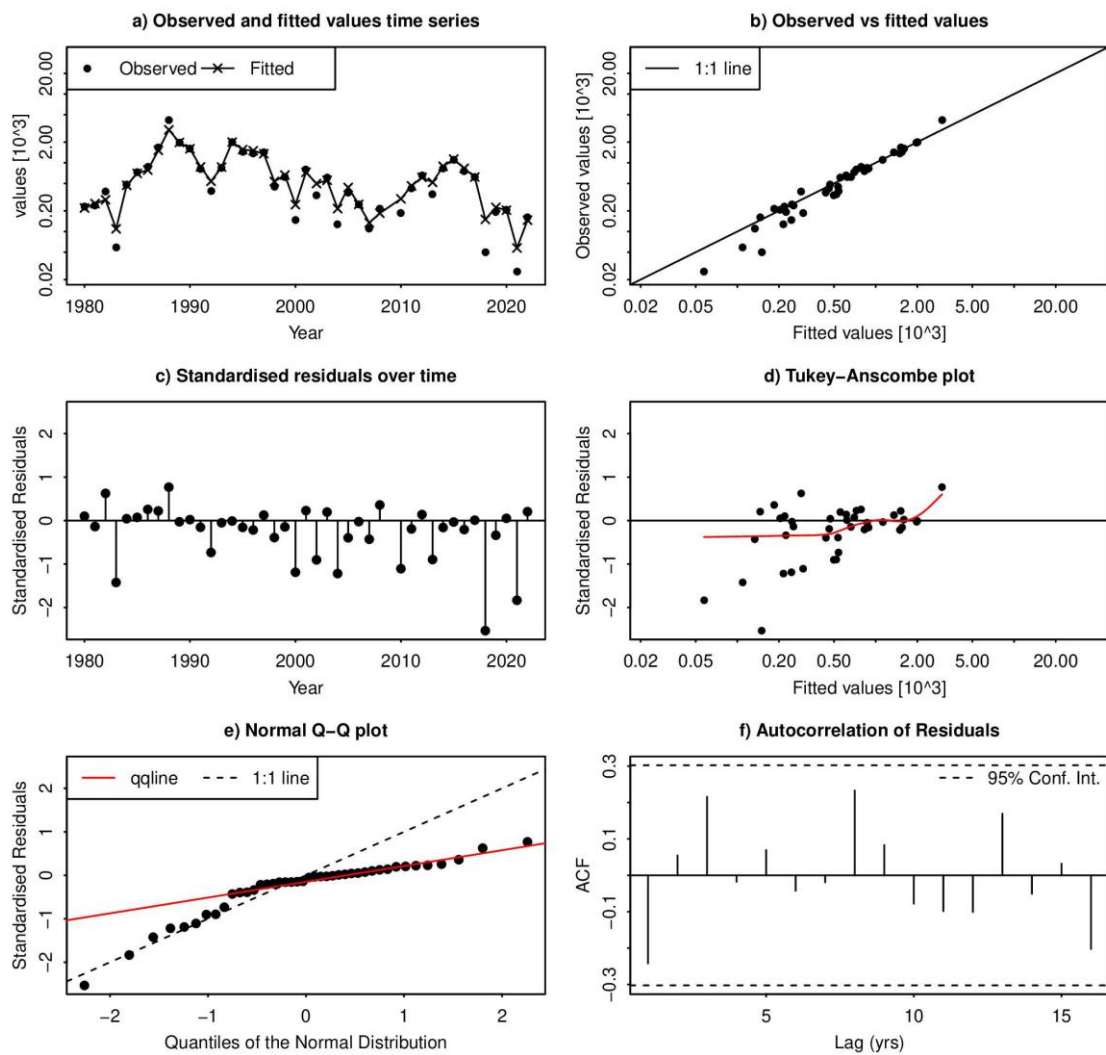 a) Observed and fitted values time series
Observed Fitted
values [10^3]
20.00
2.00
0.20
0.02
1980 1990 2000 2010 2020
Year
b) Observed vs fitted values
1:1 line
Observed values [10^3]
20.00
2.00
0.20
0.02
0.02 0.05 0.20 0.50 2.00 5.00 20.00
Fitted values [10^3]
c) Standardised residuals over time
Standardised Residuals
2
1
0
−1
−2
1980 1990 2000 2010 2020
Year
d) Tukey−Anscombe plot
Standardised Residuals
2
1
0
−1
−2
0.02 0.05 0.20 0.50 2.00 5.00 20.00
Fitted values [10^3]
e) Normal Q−Q plot
qqline 1:1 line
Standardised Residuals
2
1
0
−1
−2
−2 −1 0 1 2
Quantiles of the Normal Distribution
f) Autocorrelation of Residuals
95% Conf. Int.
ACF
0.3
0.1
−0.1
−0.3
5 10 15
Lag (yrs)